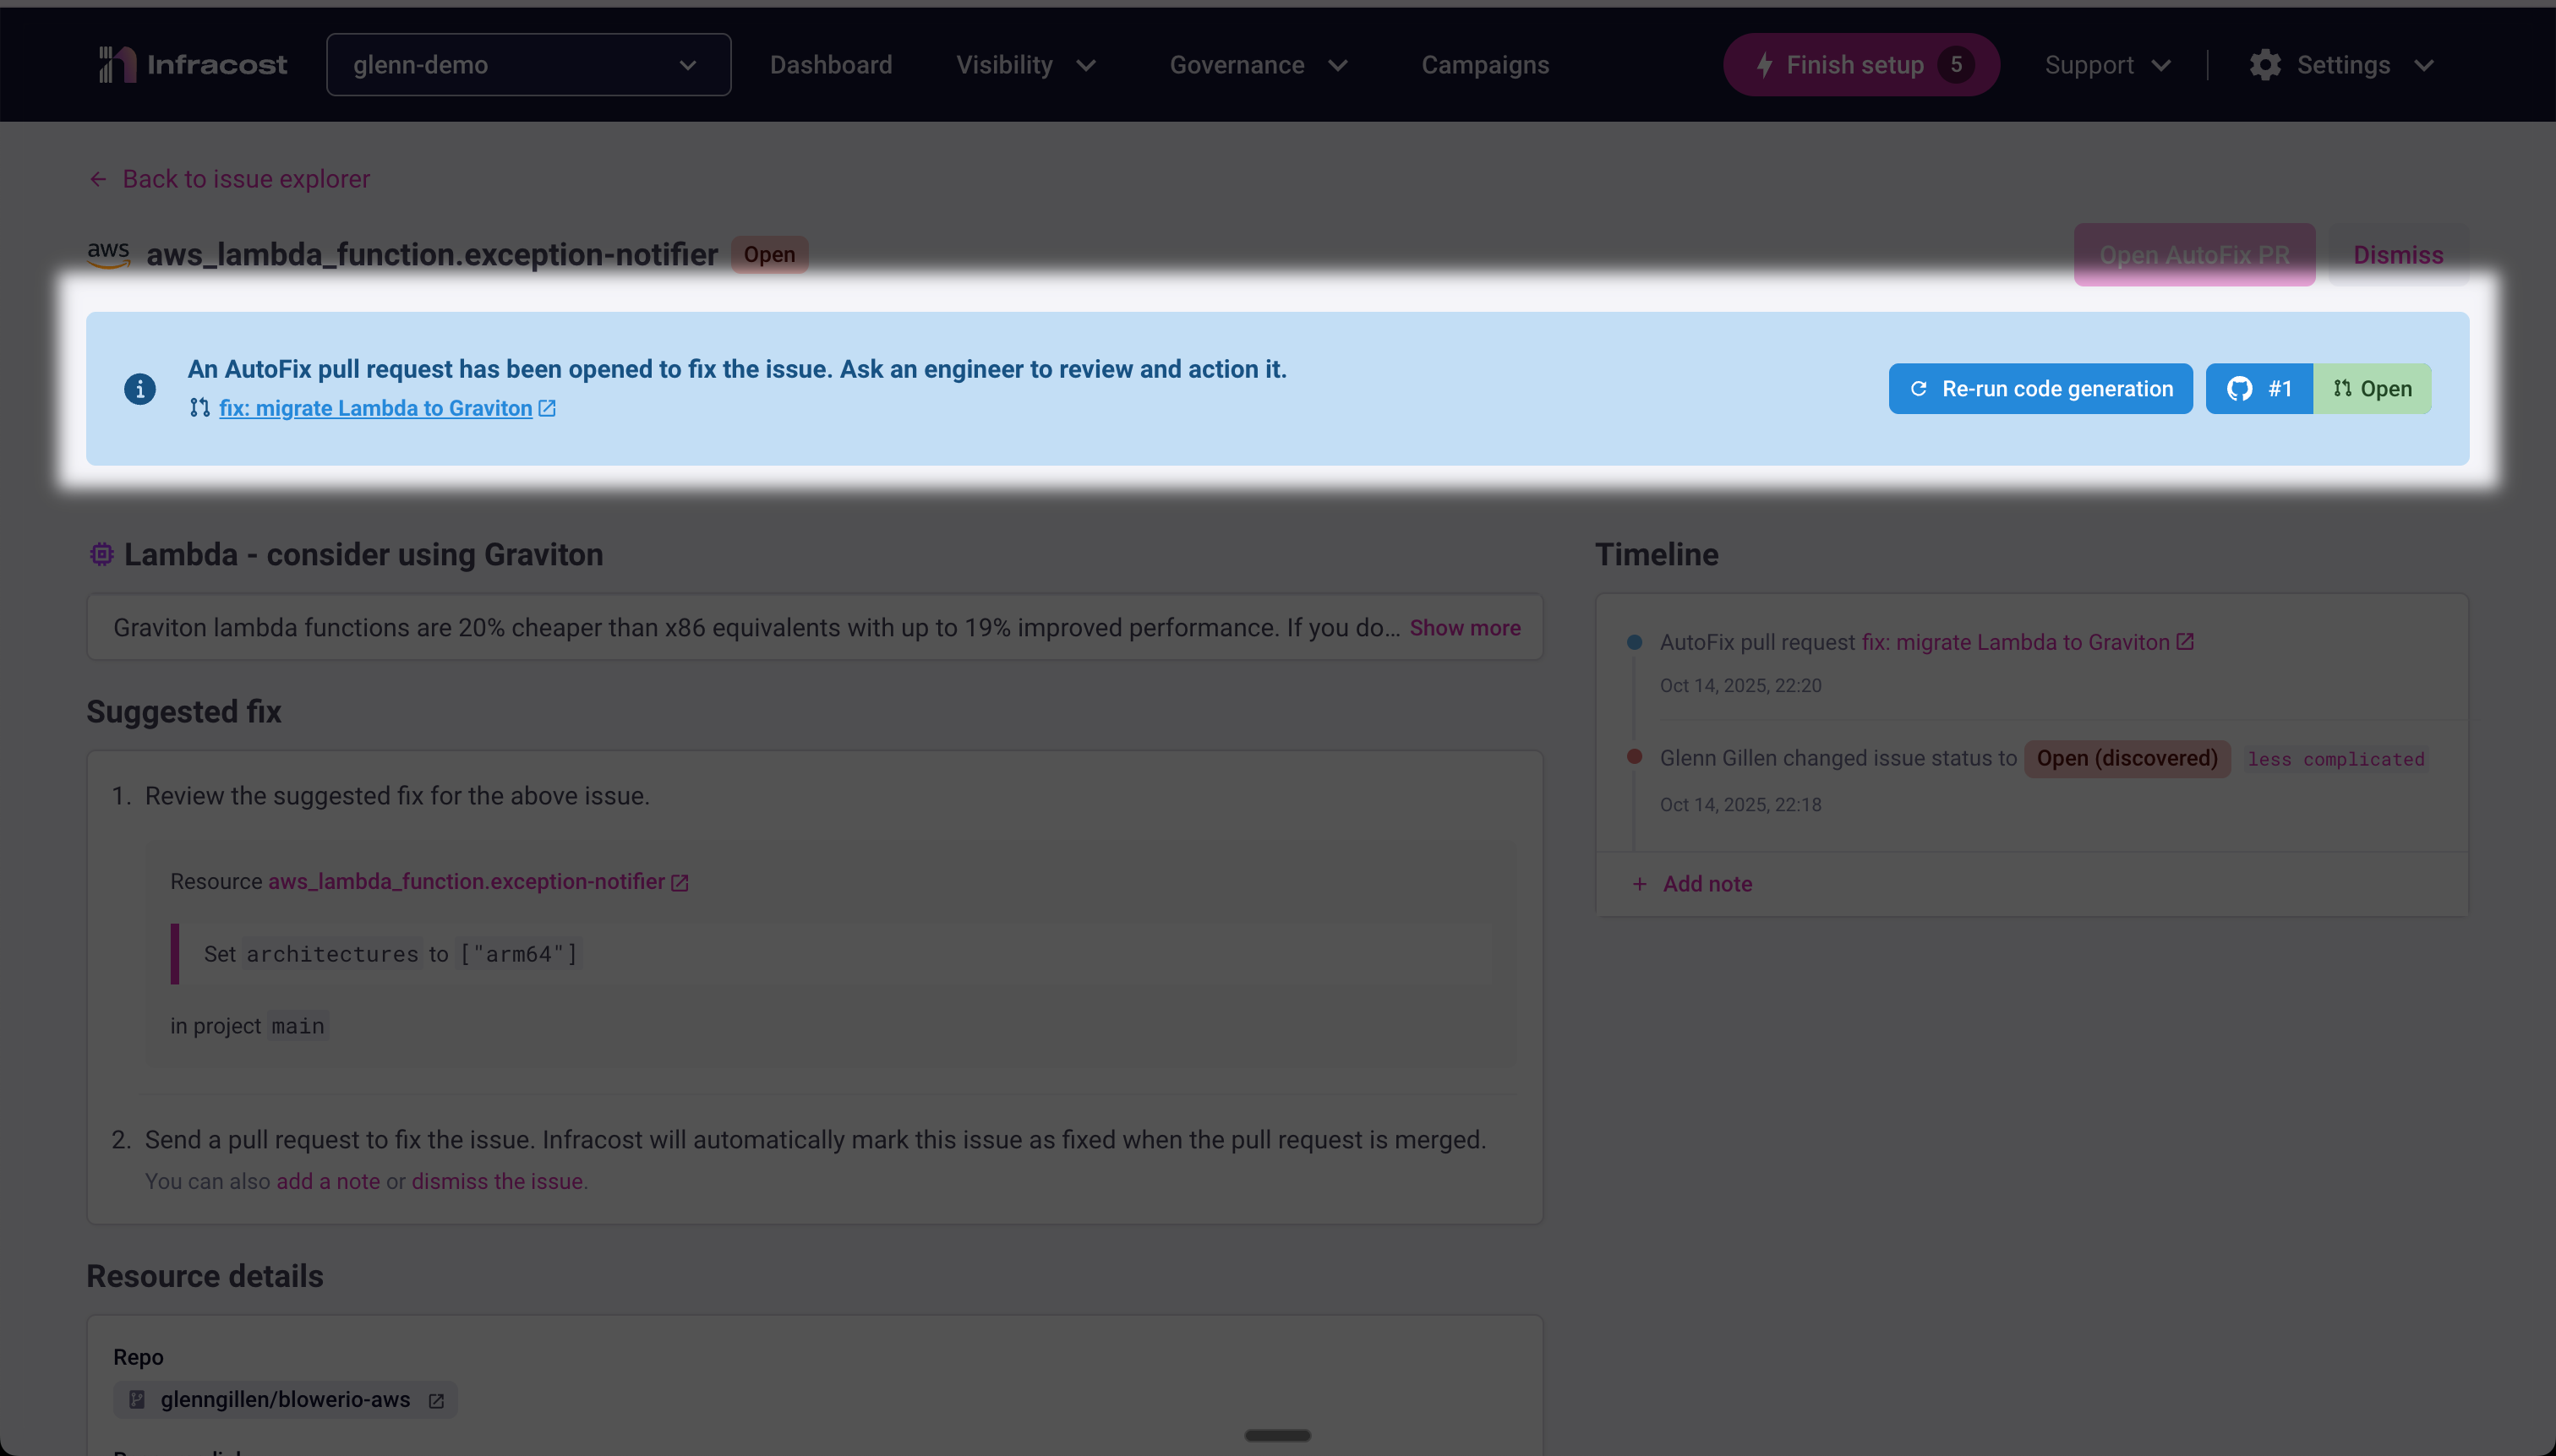 Infracost
glenn-demo
Dashboard
Visibility
Governance
Campaigns
Finish setup 5
Support
Settings
← Back to issue explorer
aws
aws_lambda_function.exception-notifier Open
Open AutoFix PR
Dismiss
An AutoFix pull request has been opened to fix the issue. Ask an engineer to review and action it.
fix: migrate Lambda to Graviton
Re-run code generation
#1
Open
Lambda - consider using Graviton
Graviton lambda functions are 20% cheaper than x86 equivalents with up to 19% improved performance. If you do... Show more
Suggested fix
1. Review the suggested fix for the above issue.
Resource aws_lambda_function.exception-notifier
Set architectures to ["arm64"]
in project main
2. Send a pull request to fix the issue. Infracost will automatically mark this issue as fixed when the pull request is merged.
You can also add a note or dismiss the issue.
Resource details
Repo
glenngillen/blowerio-aws
Timeline
AutoFix pull request fix: migrate Lambda to Graviton
Oct 14, 2025, 22:20
Glenn Gillen changed issue status to Open (discovered) less complicated
Oct 14, 2025, 22:18
+ Add note